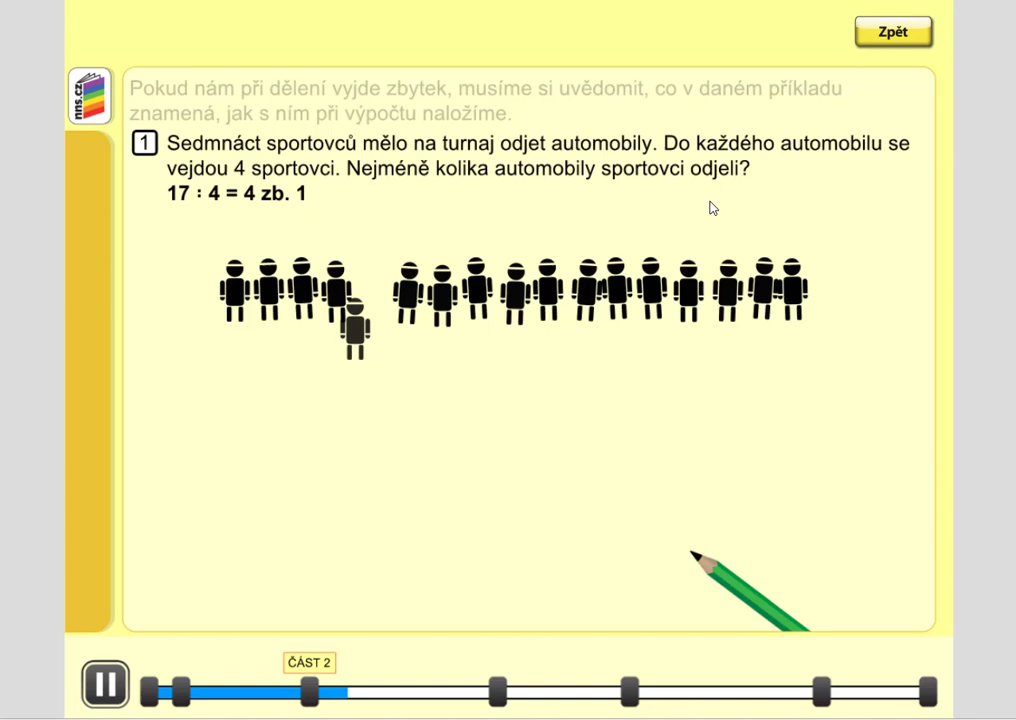 Zpět
nns.cz
Pokud nám při dělení vyjde zbytek, musíme si uvědomit, co v daném příkladu
znamená, jak s ním při výpočtu naložíme.
1 Sedmnáct sportovců mělo na turnaj odjet automobily. Do každého automobilu se
vejdou 4 sportovci. Nejméně kolika automobily sportovci odjeli?
17 : 4 = 4 zb. 1
ČÁST 2